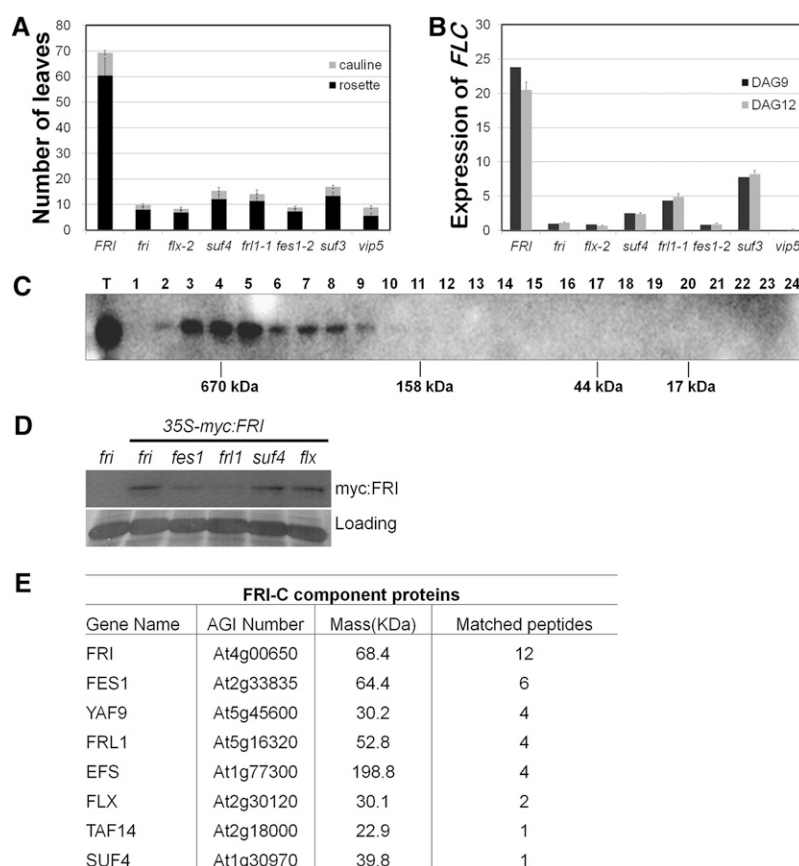 A
Number of leaves
80
70
60
50
40
30
20
10
0
cauline
rosette
FRI fri flx-2 suf4 frl1-1 fes1-2 suf3 vip5
B
Expression of FLC
30
25
20
15
10
5
0
DAG9
DAG12
FRI fri flx-2 suf4 frl1-1 fes1-2 suf3 vip5
C
T 1 2 3 4 5 6 7 8 9 10 11 12 13 14 15 16 17 18 19 20 21 22 23 24
670 kDa 158 kDa 44 kDa 17 kDa
D
35S-myc:FRI
fri fri fes1 frl1 suf4 flx
myc:FRI
Loading
E
FRI-C component proteins
Gene Name AGI Number Mass(KDa) Matched peptides
FRI At4g00650 68.4 12
FES1 At2g33835 64.4 6
YAF9 At5g45600 30.2 4
FRL1 At5g16320 52.8 4
EFS At1g77300 198.8 4
FLX At2g30120 30.1 2
TAF14 At2g18000 22.9 1
SUF4 At1g30970 39.8 1